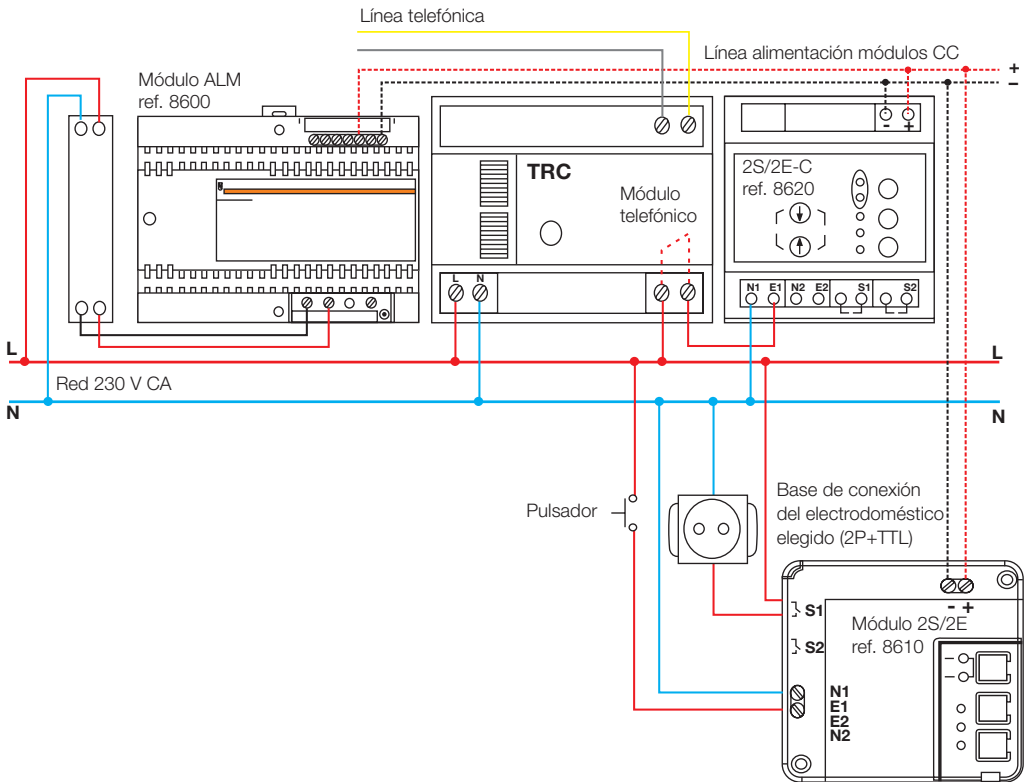 Línea telefónica
Línea alimentación módulos CC
+
–
Módulo ALM
ref. 8600
- +
TRC
Módulo
telefónico
2S/2E-C
ref. 8620
L N
N1 E1 N2 E2 S1 S2
L
L
Red 230 V CA
N
N
Pulsador
Base de conexión
del electrodoméstico
elegido (2P+TTL)
- +
S1
Módulo 2S/2E
ref. 8610
S2
N1
E1
E2
N2